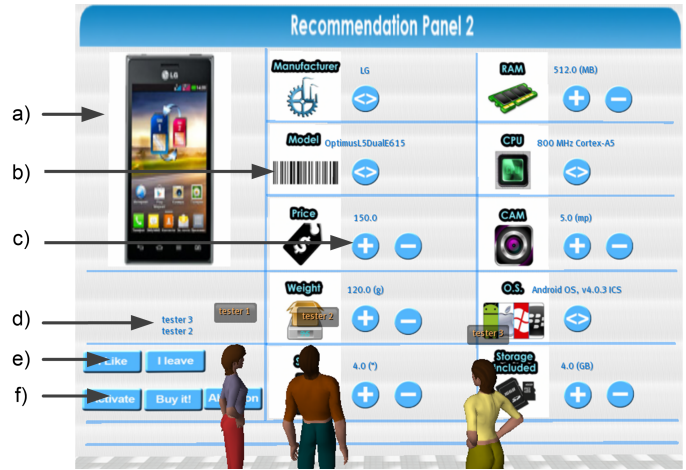 Recommendation Panel 2
a)
LG
Manufacturer
LG
RAM
512.0 (MB)
b)
Model
OptimusL5DualE615
CPU
800 MHz Cortex-A5
c)
Price
150.0
CAM
5.0 (mp)
d)
tester 3
tester 2
tester 1
Weight
120.0 (g)
tester 2
O.S.
Android OS, v4.0.3 ICS
tester 3
e)
Like
I leave
4.0 (")
Storage
Included
4.0 (GB)
f)
Activate
Buy it!